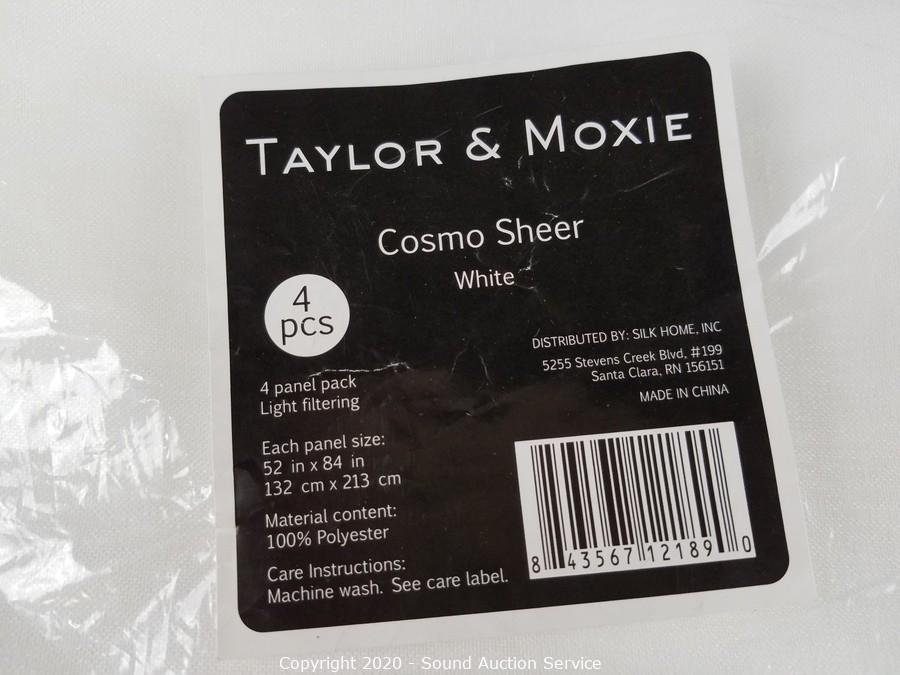 TAYLOR & MOXIE
Cosmo Sheer
White
4
pcs
4 panel pack
Light filtering
Each panel size:
52 in x 84 in
132 cm x 213 cm
Material content:
100% Polyester
Care Instructions:
Machine wash. See care label.
DISTRIBUTED BY: SILK HOME, INC
5255 Stevens Creek Blvd, #199
Santa Clara, RN 156151
MADE IN CHINA
8 43567 12189 0
Copyright 2020 - Sound Auction Service